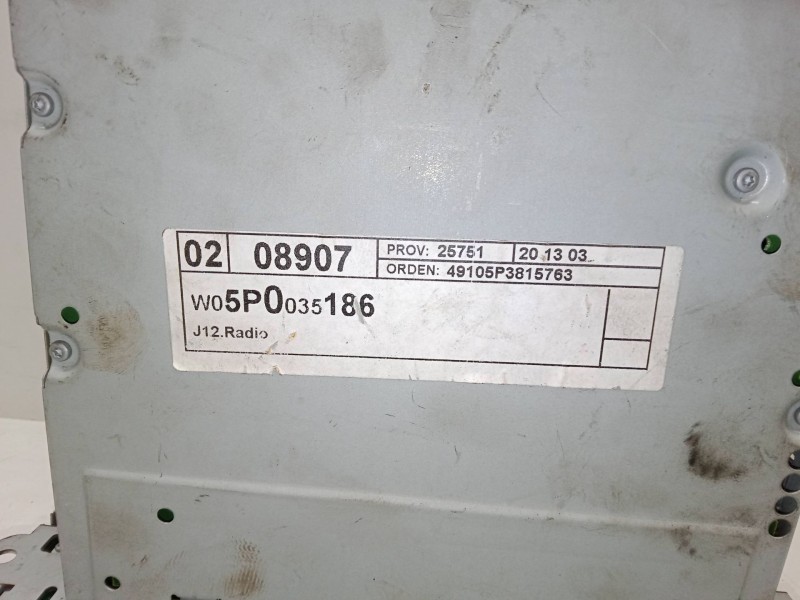 02 08907 PROV: 25751 20 13 03
ORDEN: 49105P3815763
W05P0035186
J12.Radio